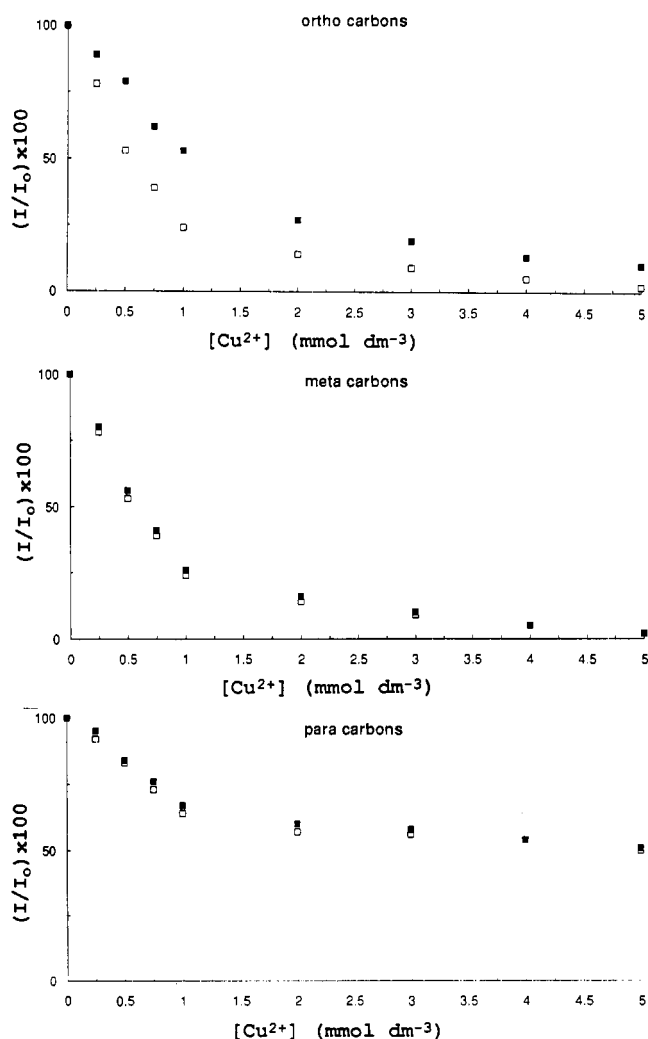 ortho carbons
100
50
0
(I/Io)x100
0 0.5 1 1.5 2 2.5 3 3.5 4 4.5 5
[Cu²⁺] (mmol dm⁻³)
meta carbons
100
50
0
(I/Io)x100
0 0.5 1 1.5 2 2.5 3 3.5 4 4.5 5
[Cu²⁺] (mmol dm⁻³)
para carbons
100
50
0
(I/Io)x100
0 0.5 1 1.5 2 2.5 3 3.5 4 4.5 5
[Cu²⁺] (mmol dm⁻³)